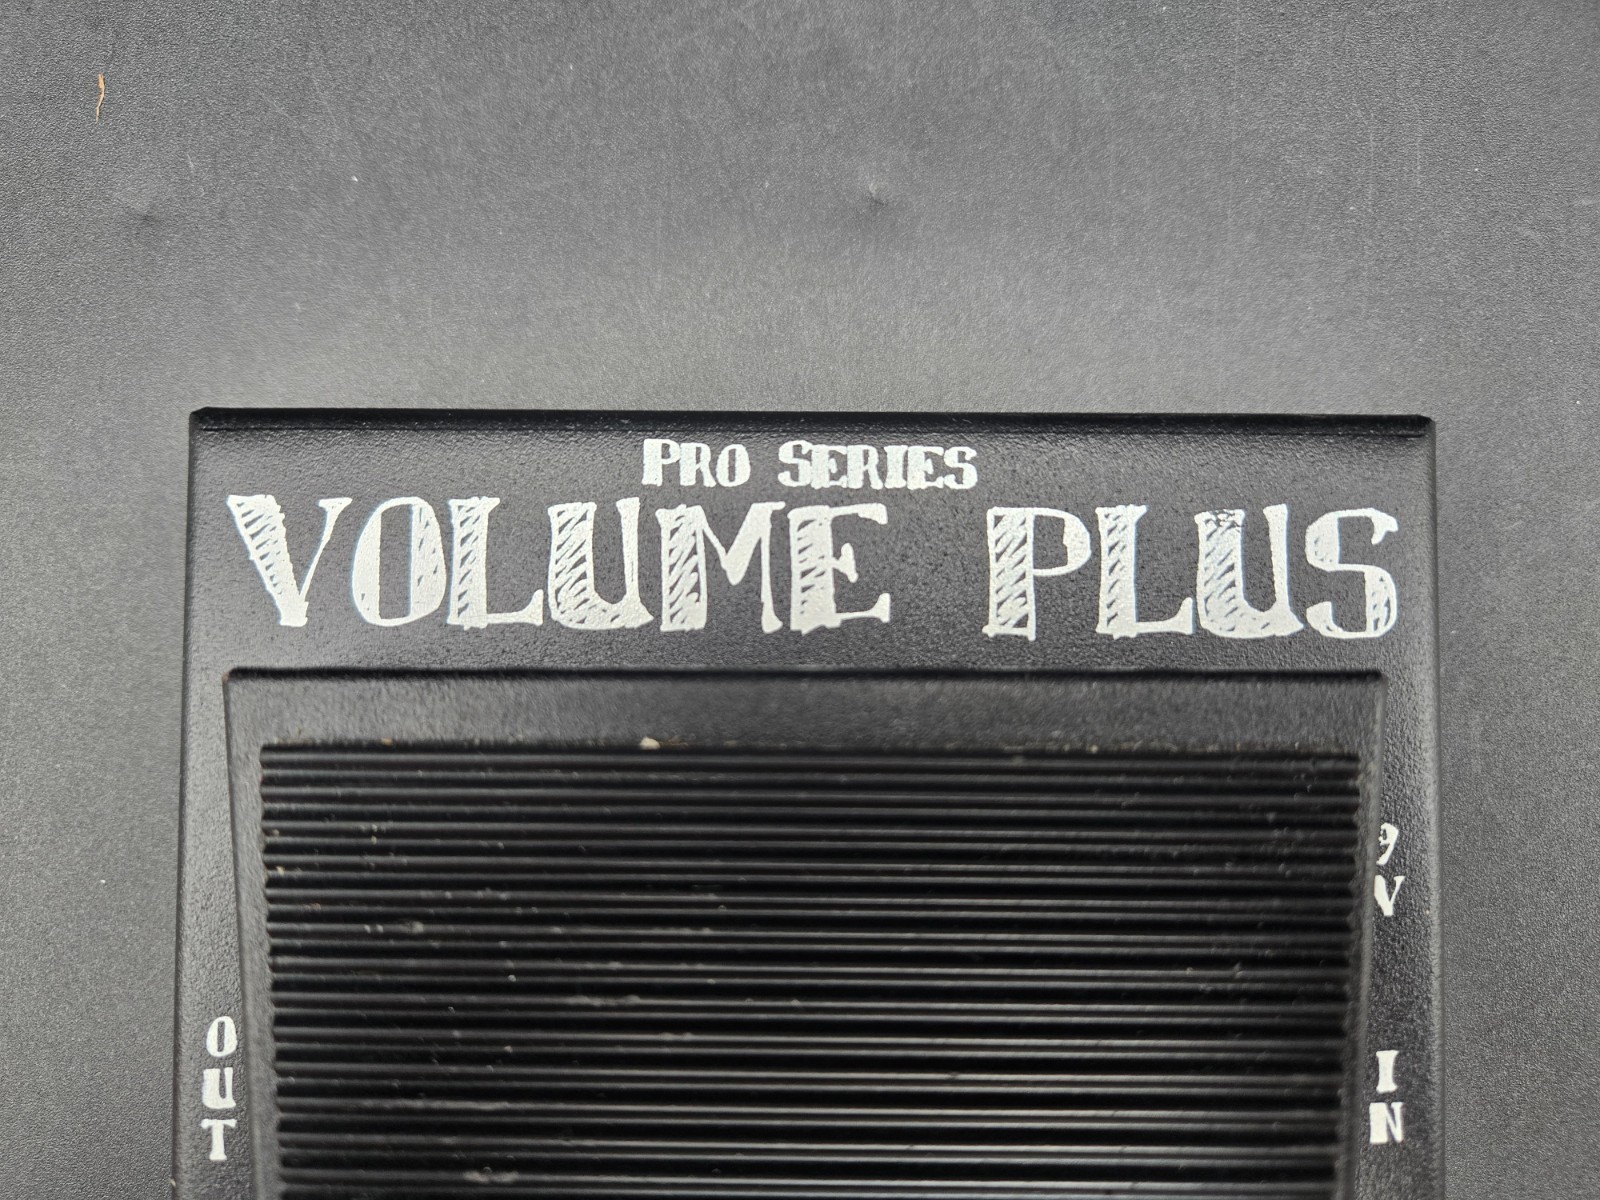 PRO SERIES
VOLUME PLUS
9V
OUT
IN